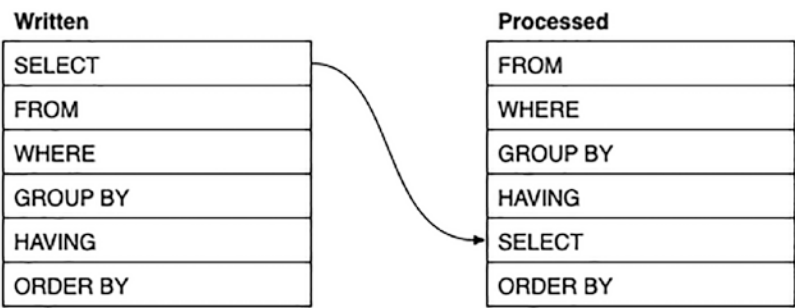 Written
SELECT
FROM
WHERE
GROUP BY
HAVING
ORDER BY
Processed
FROM
WHERE
GROUP BY
HAVING
SELECT
ORDER BY